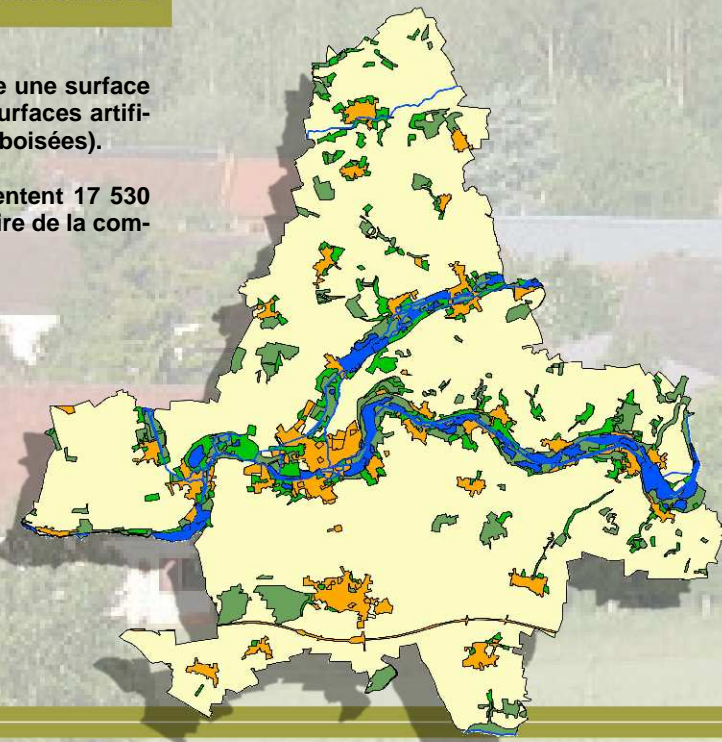 e une surface
urfaces artifi-
boisées).
entent 17 530
ire de la com-